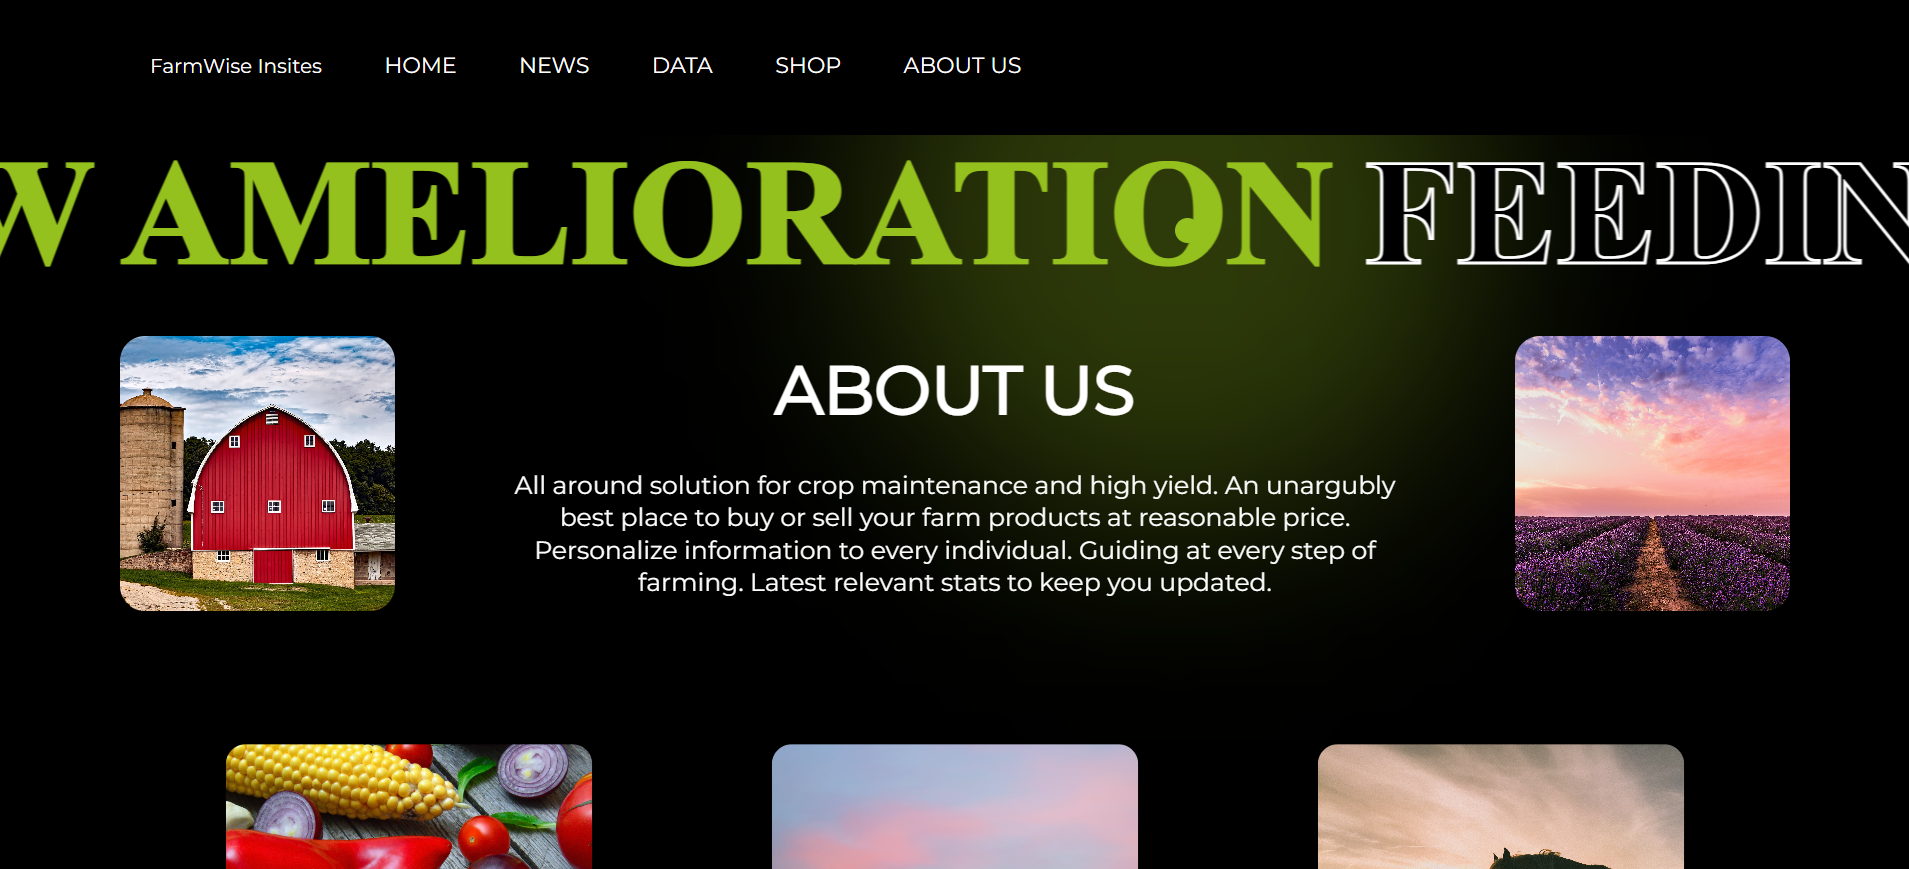 FarmWise Insites HOME NEWS DATA SHOP ABOUT US
W AMELIORATION FEEDIN
ABOUT US
All around solution for crop maintenance and high yield. An unargubly
best place to buy or sell your farm products at reasonable price.
Personalize information to every individual. Guiding at every step of
farming. Latest relevant stats to keep you updated.